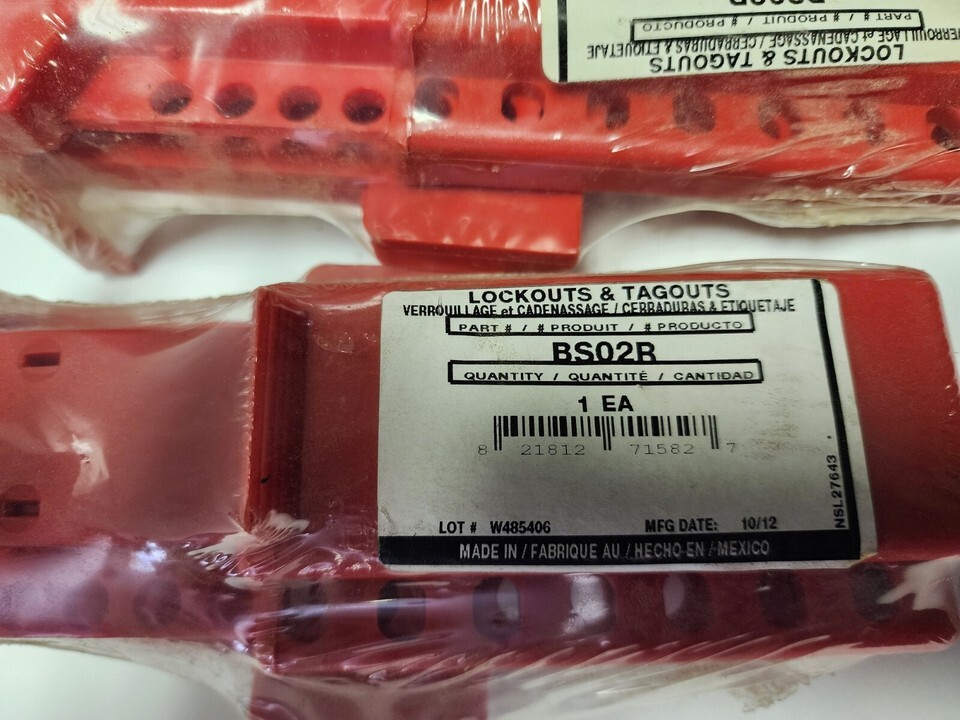 PART # / # PRODUIT / # PRODUCTO
VERROUILLAGE et CADENASSAGE / CERRADURAS & ETIQUETAJE
LOCKOUTS & TAGOUTS
LOCKOUTS & TAGOUTS
VERROUILLAGE et CADENASSAGE / CERRADURAS & ETIQUETAJE
PART # / # PRODUIT / # PRODUCTO
BS02R
QUANTITY / QUANTITÉ / CANTIDAD
1 EA
8 21812 71582 7
NSL27643
LOT # W485406 MFG DATE: 10/12
MADE IN / FABRIQUE AU / HECHO EN / MEXICO